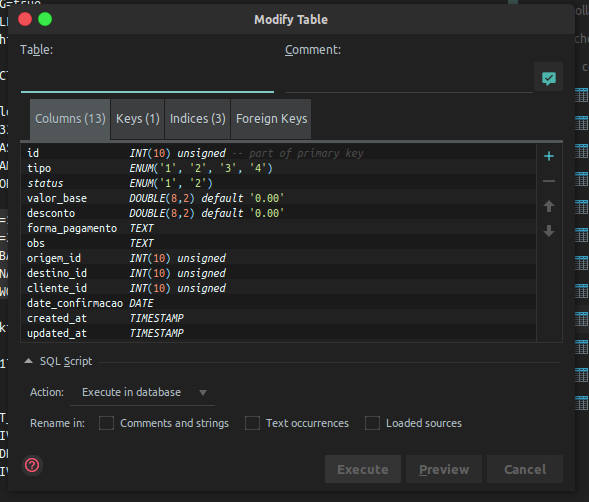 G=true
Modify Table
Table:
Comment:
Columns (13)
Keys (1)
Indices (3)
Foreign Keys
id INT(10) unsigned -- part of primary key
tipo ENUM('1', '2', '3', '4')
status ENUM('1', '2')
valor_base DOUBLE(8,2) default '0.00'
desconto DOUBLE(8,2) default '0.00'
forma_pagamento TEXT
obs TEXT
origem_id INT(10) unsigned
destino_id INT(10) unsigned
cliente_id INT(10) unsigned
date_confirmacao DATE
created_at TIMESTAMP
updated_at TIMESTAMP
SQL Script
Action: Execute in database
Rename in: Comments and strings Text occurrences Loaded sources
Execute Preview Cancel